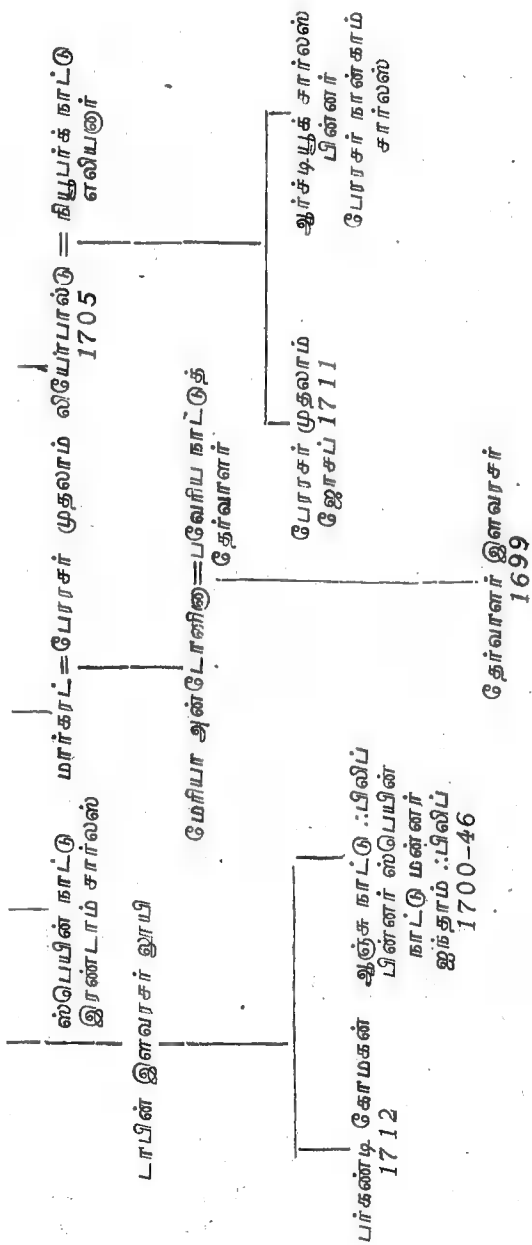 ஸ்பெயின் நாட்டு
இரண்டாம் சார்லஸ்
மார்கரட்=பேரரசர் முதலாம் லியோபால்டு = நியூபர்க் நாட்டு
1705
எலியனூர்
டாபின் இளவரசர் லூயி
மேரியா அன்டோனினா=பவேரிய நாட்டுத்
தேர்வாளர்
பேரரசர் முதலாம்
ஜோசப் 1711
ஆர்ச்டியூக் சார்லஸ்
பின்னர்
பேரரசர் நான்காம்
சார்லஸ்
பர்கண்டி கோமகன்
1712
ஆஞ்சு நாட்டு ஃபிலிப்
பின்னர் ஸ்பெயின்
நாட்டு மன்னர்
ஐந்தாம் ஃபிலிப்
1700-46
தேர்வாளர் இளவரசர்
1699